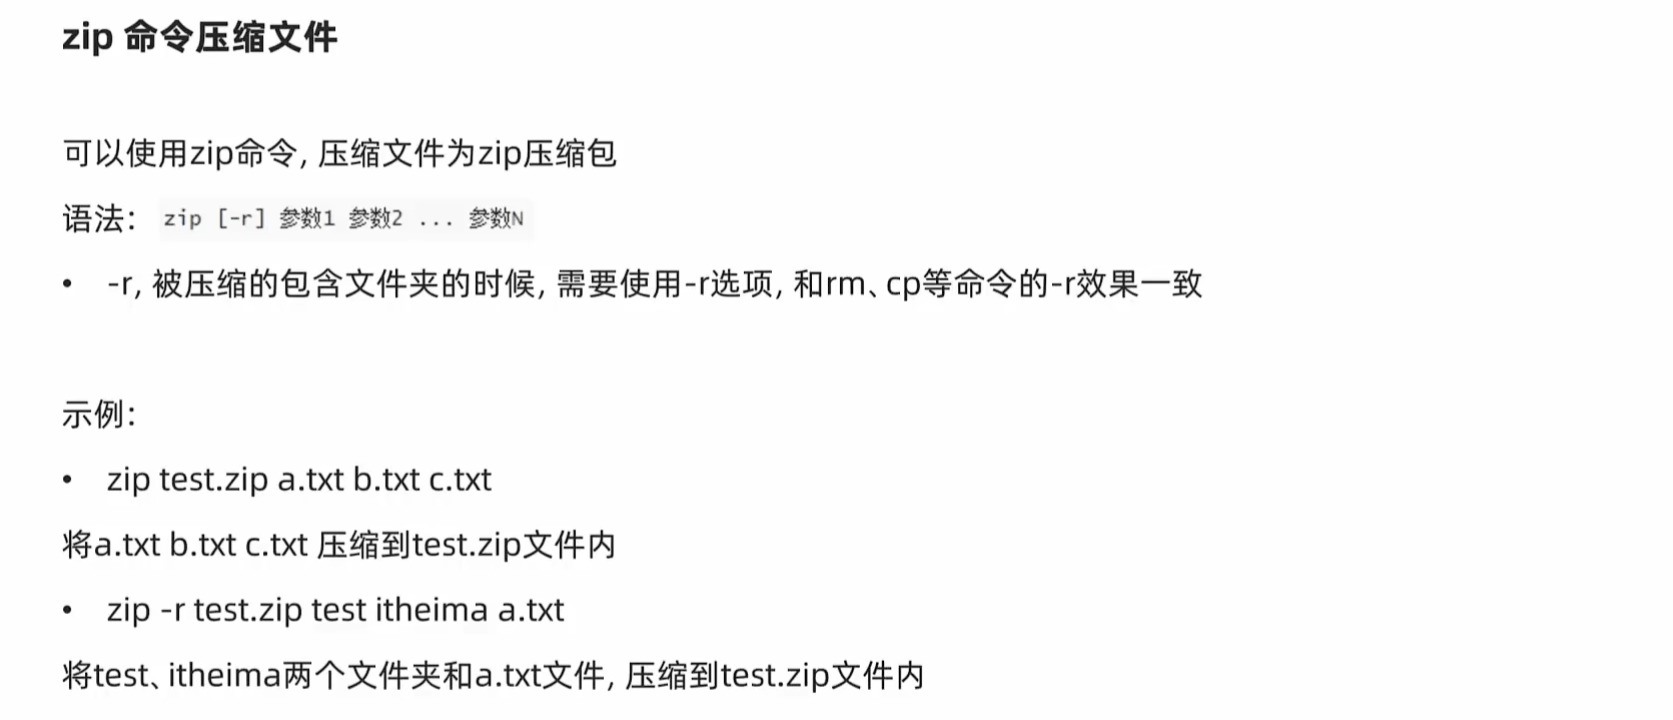 zip 命令压缩文件
可以使用zip命令, 压缩文件为zip压缩包
语法： zip [-r] 参数1 参数2 ... 参数N
• -r, 被压缩的包含文件夹的时候, 需要使用-r选项, 和rm、cp等命令的-r效果一致
示例：
• zip test.zip a.txt b.txt c.txt
将a.txt b.txt c.txt 压缩到test.zip文件内
• zip -r test.zip test itheima a.txt
将test、itheima两个文件夹和a.txt文件, 压缩到test.zip文件内